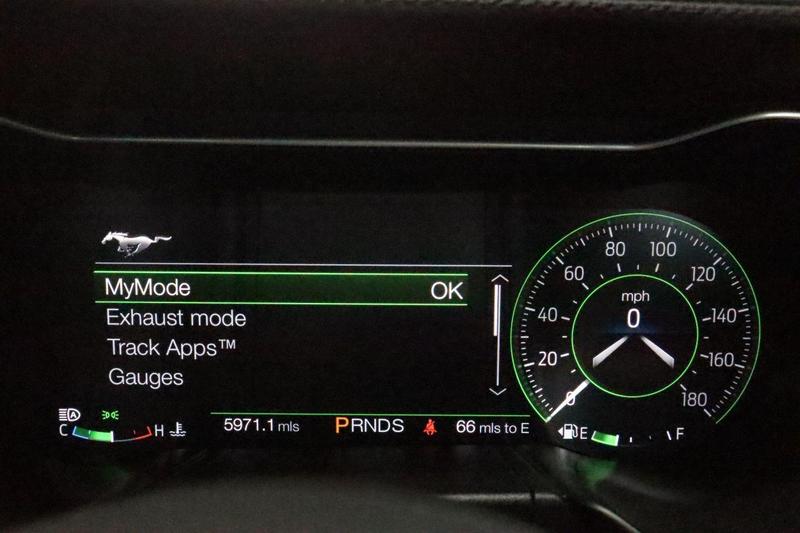 MyMode OK
Exhaust mode
Track Apps™
Gauges
C H
5971.1 mls
PRNDS
66 mls to E
0 20 40 60 80 100 120 140 160 180
mph
0
E F